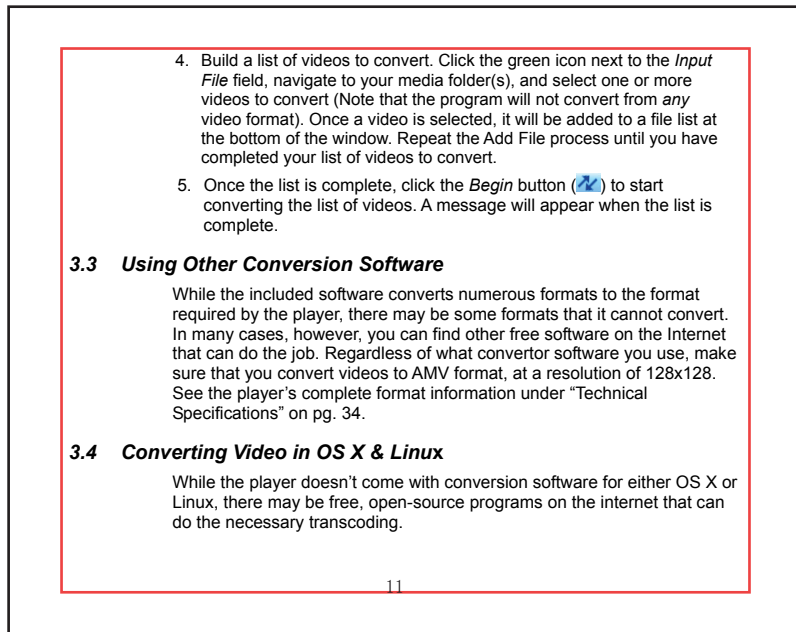 4. Build a list of videos to convert. Click the green icon next to the Input
File field, navigate to your media folder(s), and select one or more
videos to convert (Note that the program will not convert from any
video format). Once a video is selected, it will be added to a file list at
the bottom of the window. Repeat the Add File process until you have
completed your list of videos to convert.
5. Once the list is complete, click the Begin button ( ) to start
converting the list of videos. A message will appear when the list is
complete.
3.3 Using Other Conversion Software
While the included software converts numerous formats to the format
required by the player, there may be some formats that it cannot convert.
In many cases, however, you can find other free software on the Internet
that can do the job. Regardless of what convertor software you use, make
sure that you convert videos to AMV format, at a resolution of 128x128.
See the player’s complete format information under “Technical
Specifications” on pg. 34.
3.4 Converting Video in OS X & Linux
While the player doesn’t come with conversion software for either OS X or
Linux, there may be free, open-source programs on the internet that can
do the necessary transcoding.
11